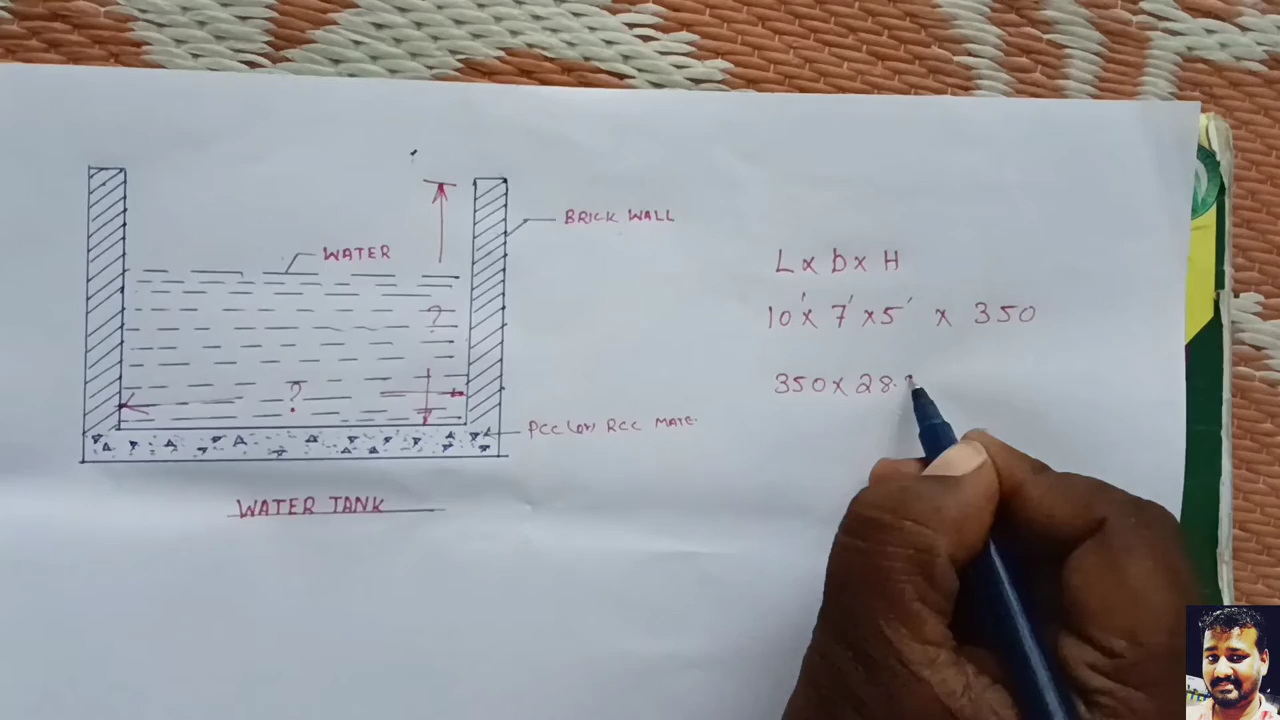 WATER
BRICK WALL
?
?
PCC (or) RCC MATE.
WATER TANK
L x b x H
10' x 7' x 5' x 350
350 x 28.